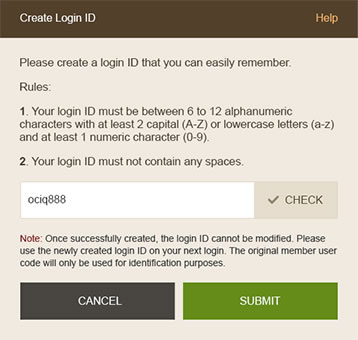 Create Login ID
Help
Please create a login ID that you can easily remember.
Rules:
1. Your login ID must be between 6 to 12 alphanumeric
characters with at least 2 capital (A-Z) or lowercase letters (a-z)
and at least 1 numeric character (0-9).
2. Your login ID must not contain any spaces.
ociq888
CHECK
Note: Once successfully created, the login ID cannot be modified. Please
use the newly created login ID on your next login. The original member user
code will only be used for identification purposes.
CANCEL
SUBMIT